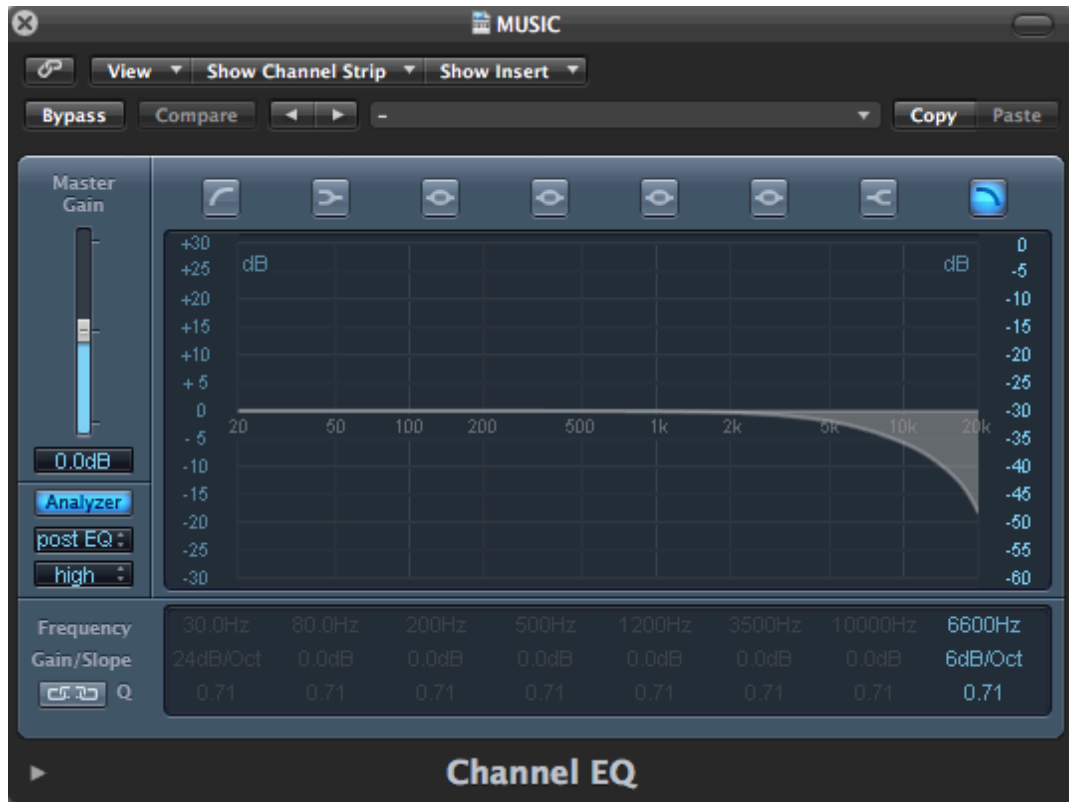 MUSIC
View Show Channel Strip Show Insert
Bypass Compare - Copy Paste
Master
Gain
+30 0
+25 dB dB -5
+20 -10
+15 -15
+10 -20
+ 5 -25
0 -30
20 50 100 200 500 1k 2k 5k 10k 20k
- 5 -35
0.0dB -10 -40
Analyzer -15 -45
-20 -50
post EQ -25 -55
high -30 -60
Frequency 30.0Hz 80.0Hz 200Hz 500Hz 1200Hz 3500Hz 10000Hz 6600Hz
Gain/Slope 24dB/Oct 0.0dB 0.0dB 0.0dB 0.0dB 0.0dB 0.0dB 6dB/Oct
Q 0.71 0.71 0.71 0.71 0.71 0.71 0.71 0.71
Channel EQ